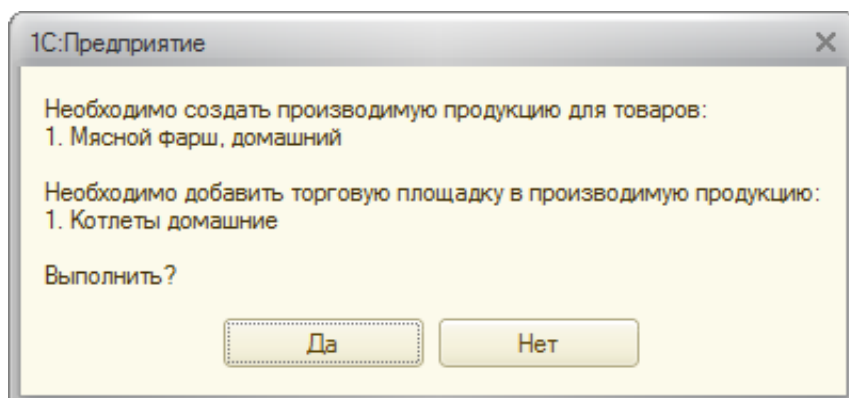 1С:Предприятие
Необходимо создать производимую продукцию для товаров:
1. Мясной фарш, домашний
Необходимо добавить торговую площадку в производимую продукцию:
1. Котлеты домашние
Выполнить?
Да
Нет